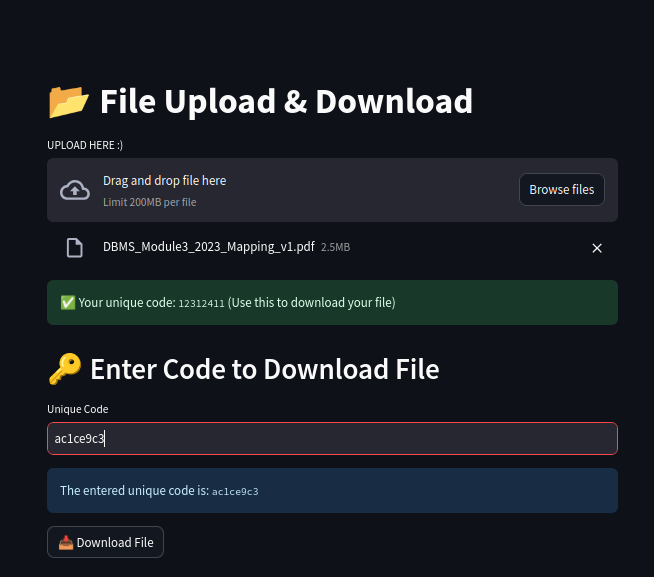 📂 File Upload & Download
UPLOAD HERE :)
Drag and drop file here
Limit 200MB per file
Browse files
DBMS_Module3_2023_Mapping_v1.pdf 2.5MB
✅ Your unique code: 12312411 (Use this to download your file)
🔑 Enter Code to Download File
Unique Code
ac1ce9c3
The entered unique code is: ac1ce9c3
📥 Download File